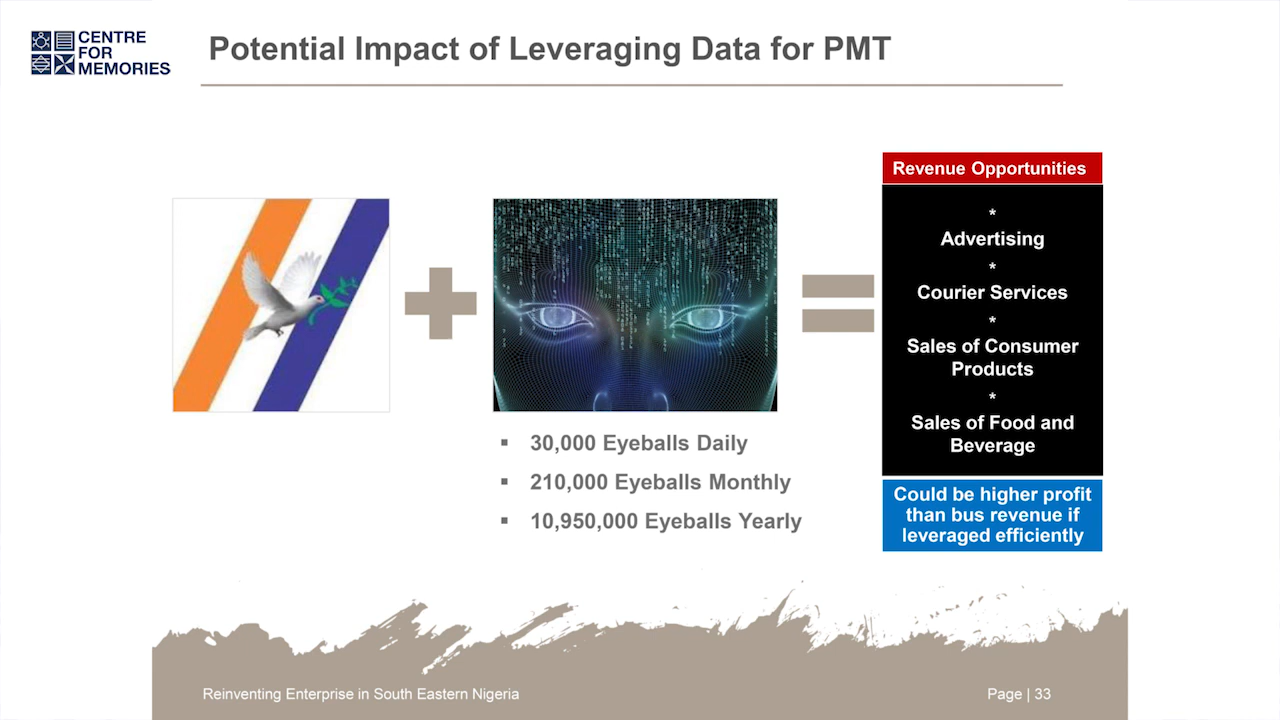 CENTRE
FOR
MEMORIES
Potential Impact of Leveraging Data for PMT
Revenue Opportunities
*
Advertising
*
Courier Services
*
Sales of Consumer
Products
*
Sales of Food and
Beverage
▪ 30,000 Eyeballs Daily
▪ 210,000 Eyeballs Monthly
▪ 10,950,000 Eyeballs Yearly
Could be higher profit
than bus revenue if
leveraged efficiently
Reinventing Enterprise in South Eastern Nigeria
Page | 33